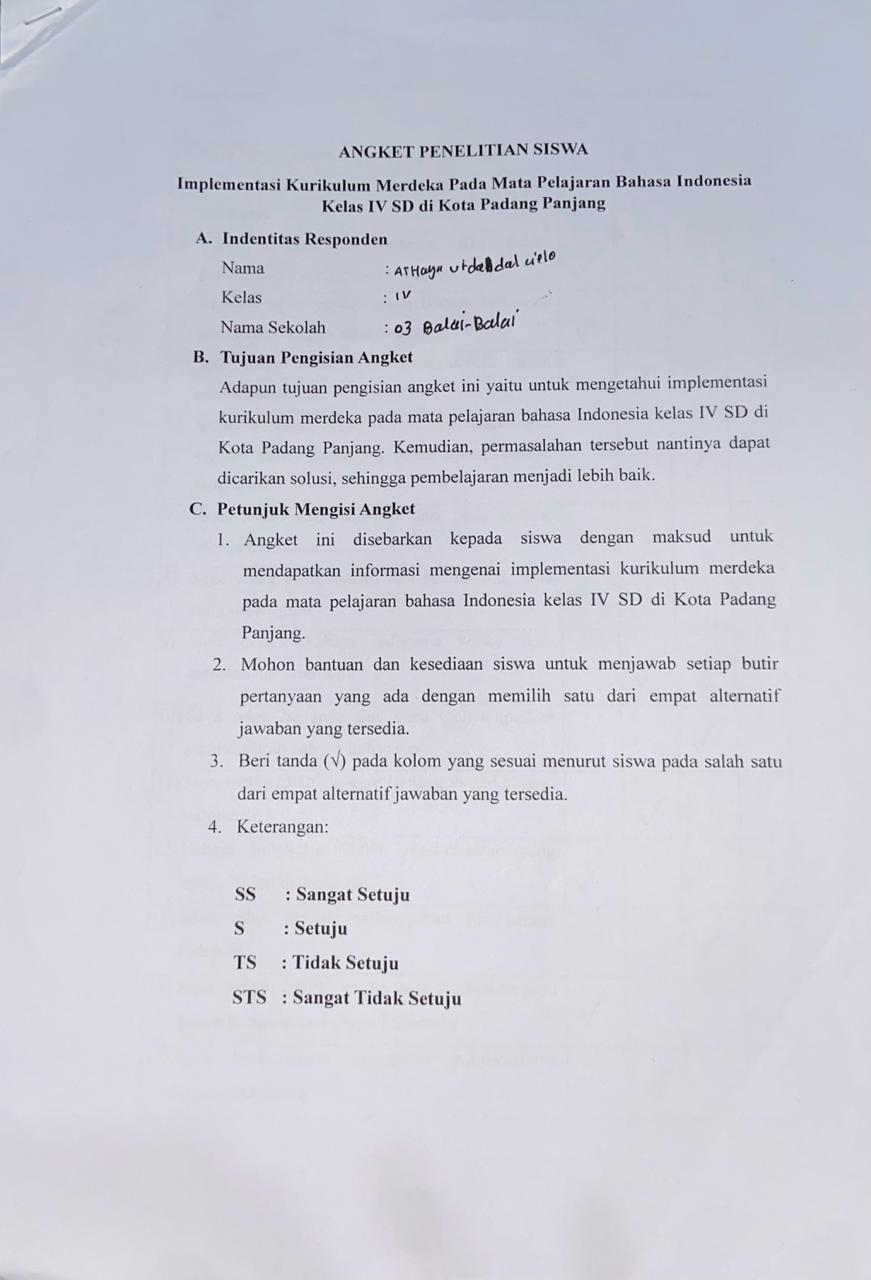 ANGKET PENELITIAN SISWA
Implementasi Kurikulum Merdeka Pada Mata Pelajaran Bahasa Indonesia
Kelas IV SD di Kota Padang Panjang
A. Indentitas Responden
Nama :
Kelas : IV
Nama Sekolah : 03 Balai-Balai
B. Tujuan Pengisian Angket
Adapun tujuan pengisian angket ini yaitu untuk mengetahui implementasi
kurikulum merdeka pada mata pelajaran bahasa Indonesia kelas IV SD di
Kota Padang Panjang. Kemudian, permasalahan tersebut nantinya dapat
dicarikan solusi, sehingga pembelajaran menjadi lebih baik.
C. Petunjuk Mengisi Angket
1. Angket ini disebarkan kepada siswa dengan maksud untuk
mendapatkan informasi mengenai implementasi kurikulum merdeka
pada mata pelajaran bahasa Indonesia kelas IV SD di Kota Padang
Panjang.
2. Mohon bantuan dan kesediaan siswa untuk menjawab setiap butir
pertanyaan yang ada dengan memilih satu dari empat alternatif
jawaban yang tersedia.
3. Beri tanda (√) pada kolom yang sesuai menurut siswa pada salah satu
dari empat alternatif jawaban yang tersedia.
4. Keterangan:
SS : Sangat Setuju
S : Setuju
TS : Tidak Setuju
STS : Sangat Tidak Setuju